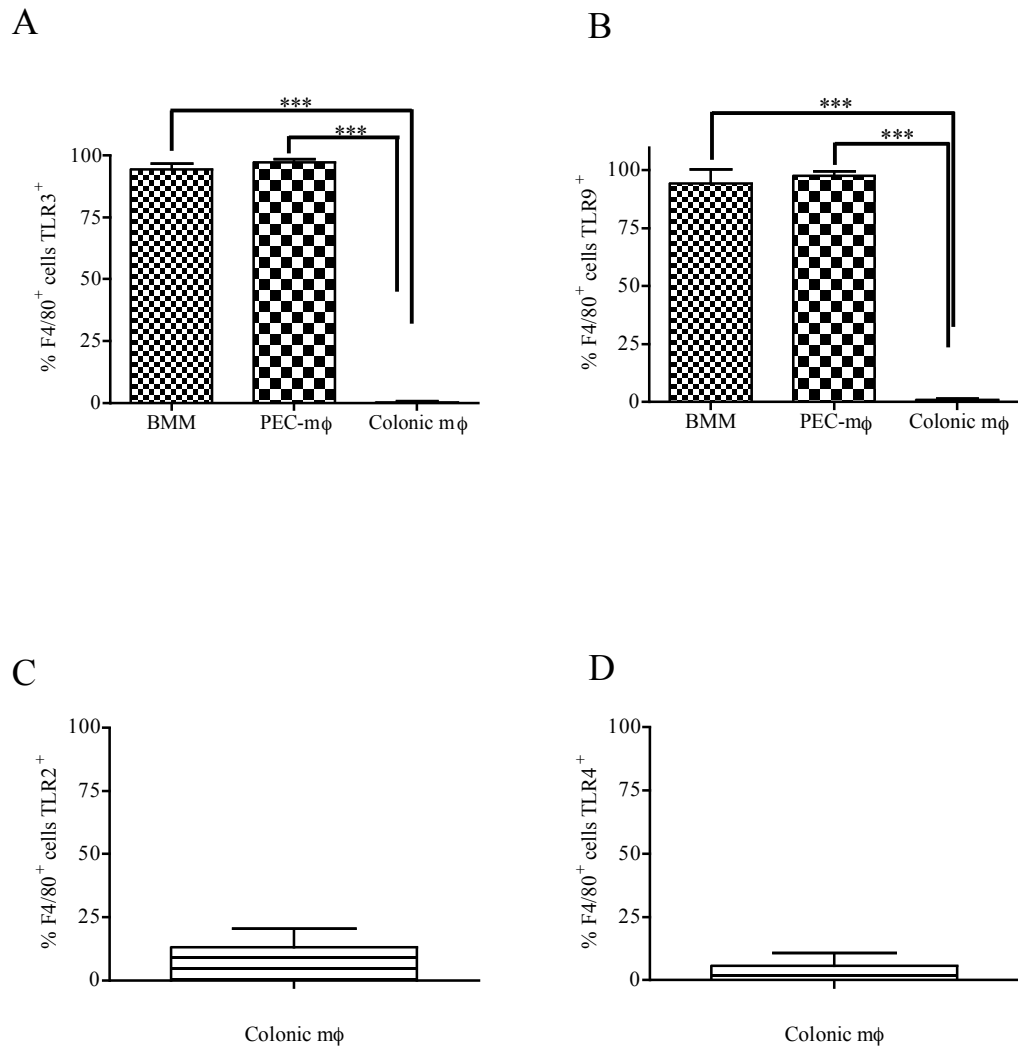 A
***
***
% F4/80+ cells TLR3+
100
75
50
25
0
BMM PEC-mϕ Colonic mϕ
B
***
***
% F4/80+ cells TLR9+
100
75
50
25
0
BMM PEC-mϕ Colonic mϕ
C
% F4/80+ cells TLR2+
100
75
50
25
0
Colonic mϕ
D
% F4/80+ cells TLR4+
100
75
50
25
0
Colonic mϕ